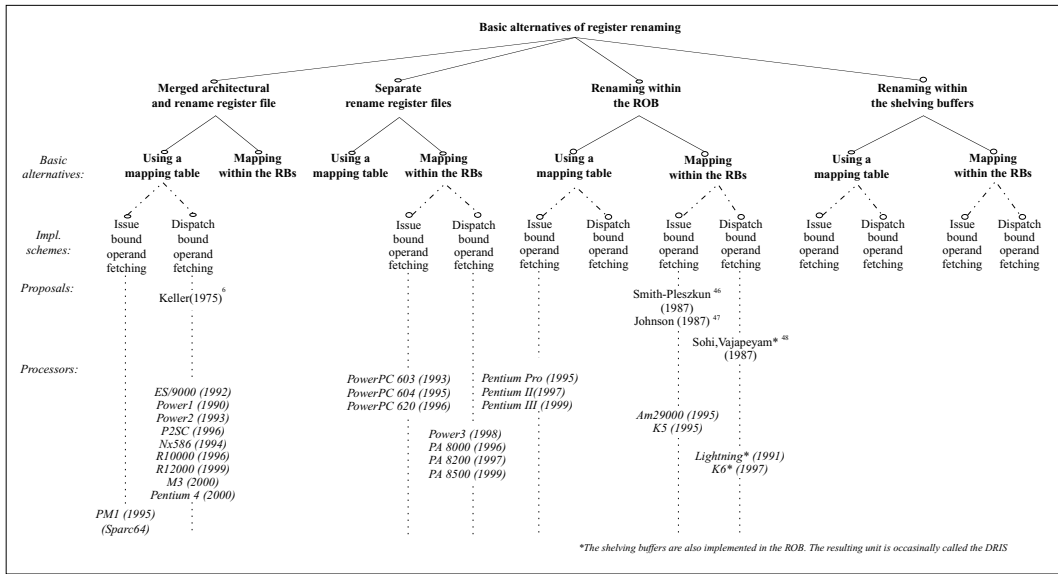 Basic alternatives of register renaming
Merged architectural
and rename register file
Separate
rename register files
Renaming within
the ROB
Renaming within
the shelving buffers
Basic
alternatives:
Using a
mapping table
Mapping
within the RBs
Using a
mapping table
Mapping
within the RBs
Using a
mapping table
Mapping
within the RBs
Using a
mapping table
Mapping
within the RBs
Impl.
schemes:
Issue
bound
operand
fetching
Dispatch
bound
operand
fetching
Issue
bound
operand
fetching
Dispatch
bound
operand
fetching
Issue
bound
operand
fetching
Dispatch
bound
operand
fetching
Issue
bound
operand
fetching
Dispatch
bound
operand
fetching
Issue
bound
operand
fetching
Dispatch
bound
operand
fetching
Issue
bound
operand
fetching
Dispatch
bound
operand
fetching
Proposals:
Keller(1975) 6
Smith-Pleszkun 46
(1987)
Johnson (1987) 47
Sohi,Vajapeyam* 48
(1987)
Processors:
PM1 (1995)
(Sparc64)
ES/9000 (1992)
Power1 (1990)
Power2 (1993)
P2SC (1996)
Nx586 (1994)
R10000 (1996)
R12000 (1999)
M3 (2000)
Pentium 4 (2000)
PowerPC 603 (1993)
PowerPC 604 (1995)
PowerPC 620 (1996)
Power3 (1998)
PA 8000 (1996)
PA 8200 (1997)
PA 8500 (1999)
Pentium Pro (1995)
Pentium II(1997)
Pentium III (1999)
Am29000 (1995)
K5 (1995)
Lightning* (1991)
K6* (1997)
*The shelving buffers are also implemented in the ROB. The resulting unit is occasinally called the DRIS